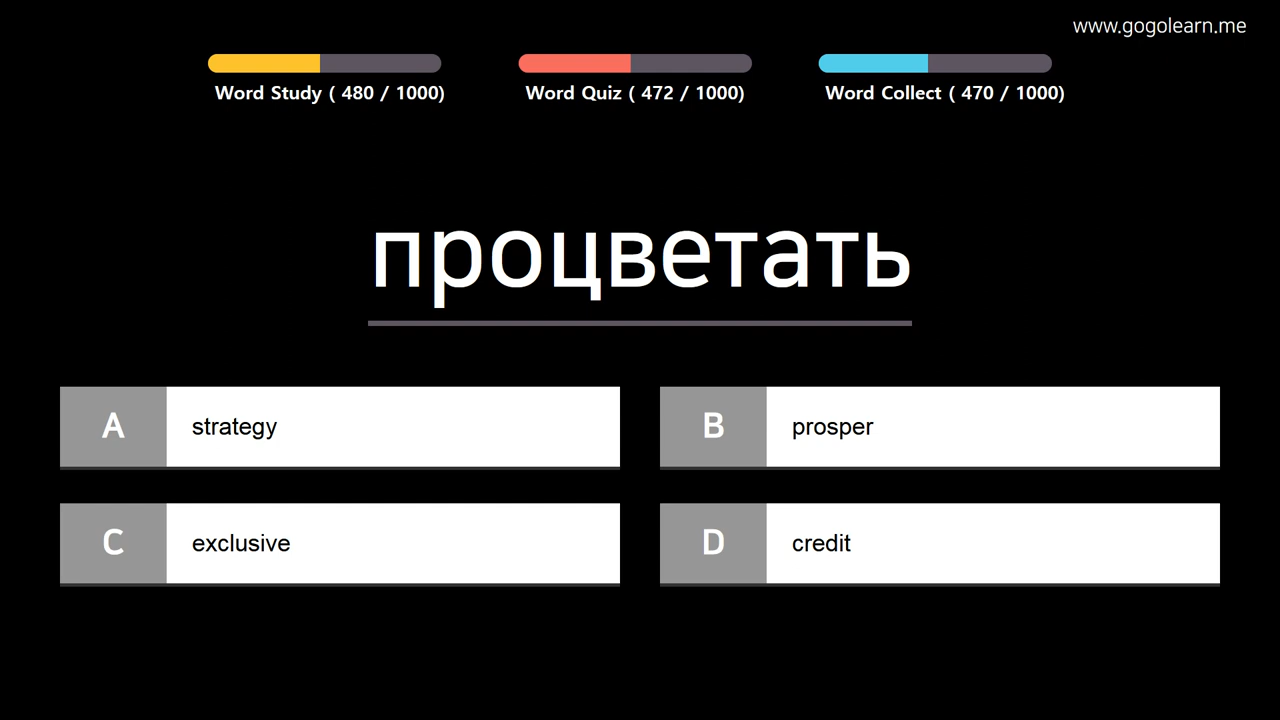 www.gogolearn.me
Word Study ( 480 / 1000)
Word Quiz ( 472 / 1000)
Word Collect ( 470 / 1000)
процветать
A strategy
B prosper
C exclusive
D credit